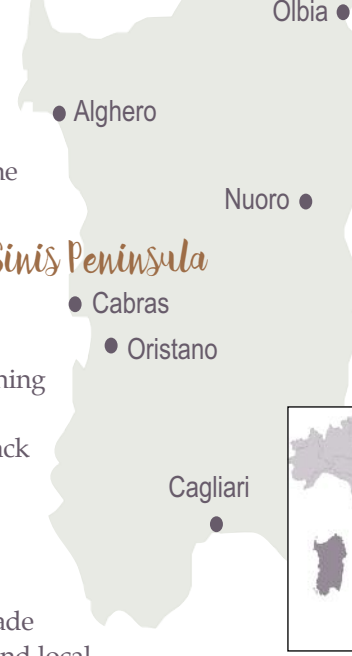 Olbia
Alghero
Nuoro
Sinis Peninsula
Cabras
Oristano
Cagliari